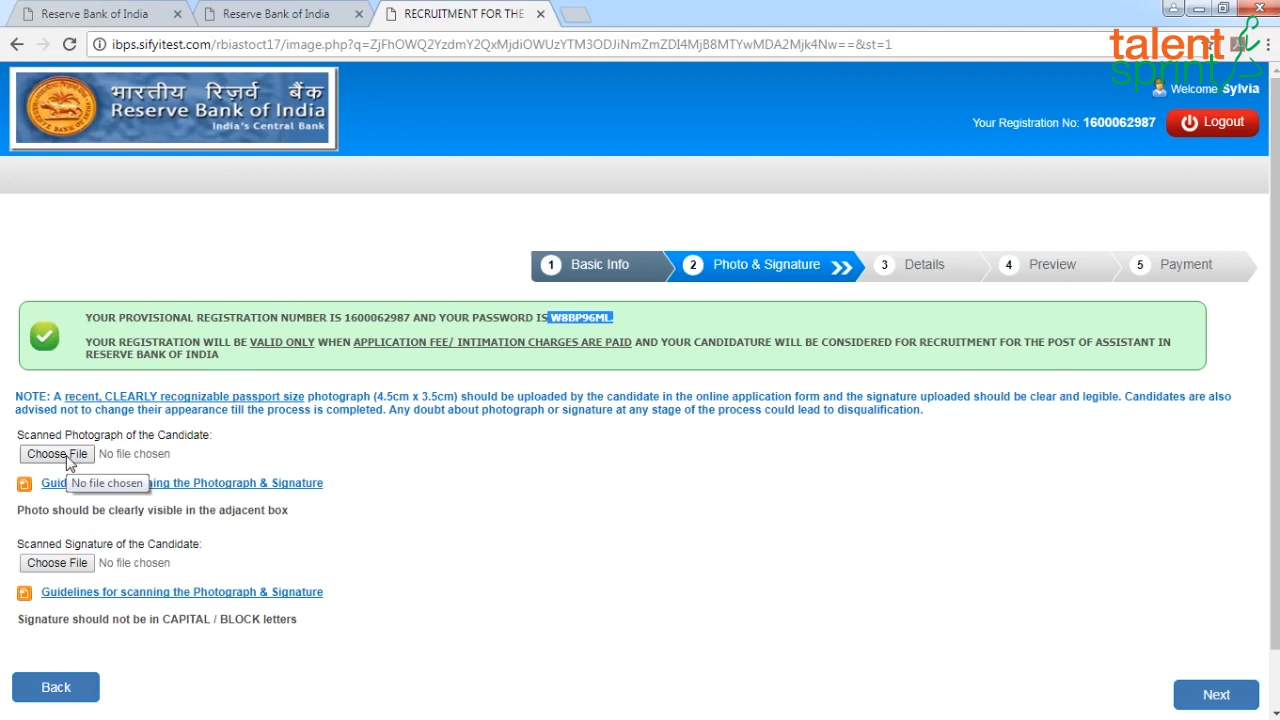 Reserve Bank of India
Reserve Bank of India
RECRUITMENT FOR THE
ibps.sifyitest.com/rbiastoct17/image.php?q=ZjFhOWQ2YzdmY2QxMjdiOWUzYTM3ODJiNmZmZDI4MjB8MTYwMDA2Mjk4Nw==&st=1
talent
sprint
भारतीय रिज़र्व बैंक
Reserve Bank of India
India's Central Bank
Welcome Sylvia
Your Registration No: 1600062987
Logout
1 Basic Info
2 Photo & Signature
3 Details
4 Preview
5 Payment
YOUR PROVISIONAL REGISTRATION NUMBER IS 1600062987 AND YOUR PASSWORD IS W8BP96ML.
YOUR REGISTRATION WILL BE VALID ONLY WHEN APPLICATION FEE/ INTIMATION CHARGES ARE PAID AND YOUR CANDIDATURE WILL BE CONSIDERED FOR RECRUITMENT FOR THE POST OF ASSISTANT IN
RESERVE BANK OF INDIA
NOTE: A recent, CLEARLY recognizable passport size photograph (4.5cm x 3.5cm) should be uploaded by the candidate in the online application form and the signature uploaded should be clear and legible. Candidates are also
advised not to change their appearance till the process is completed. Any doubt about photograph or signature at any stage of the process could lead to disqualification.
Scanned Photograph of the Candidate:
Choose File No file chosen
Guid ning the Photograph & Signature
No file chosen
Photo should be clearly visible in the adjacent box
Scanned Signature of the Candidate:
Choose File No file chosen
Guidelines for scanning the Photograph & Signature
Signature should not be in CAPITAL / BLOCK letters
Back
Next